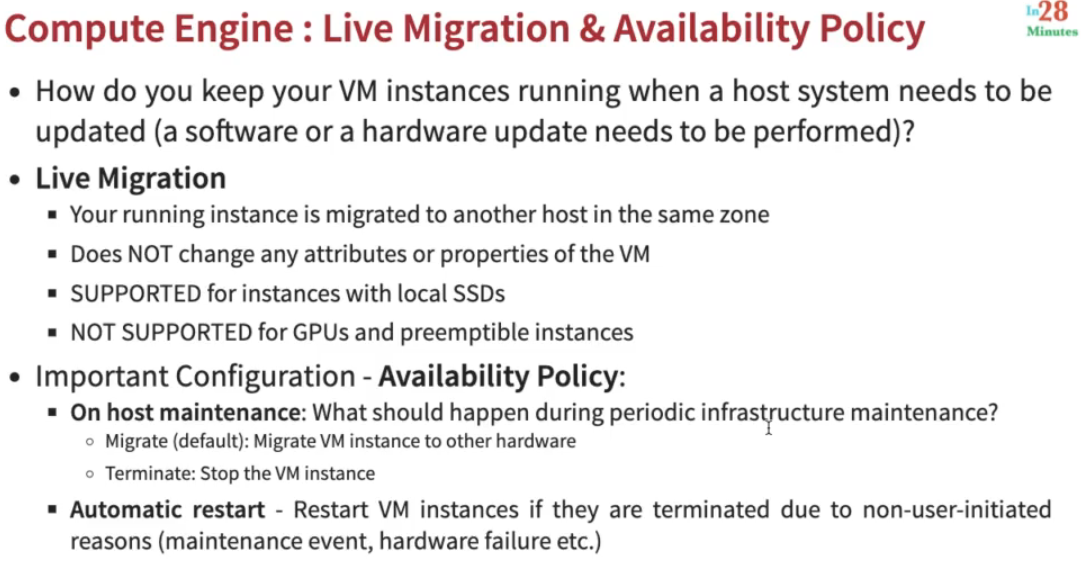 Compute Engine : Live Migration & Availability Policy
In28
Minutes
• How do you keep your VM instances running when a host system needs to be
updated (a software or a hardware update needs to be performed)?
• Live Migration
▪ Your running instance is migrated to another host in the same zone
▪ Does NOT change any attributes or properties of the VM
▪ SUPPORTED for instances with local SSDs
▪ NOT SUPPORTED for GPUs and preemptible instances
• Important Configuration - Availability Policy:
▪ On host maintenance: What should happen during periodic infrastructure maintenance?
○ Migrate (default): Migrate VM instance to other hardware
○ Terminate: Stop the VM instance
▪ Automatic restart - Restart VM instances if they are terminated due to non-user-initiated
reasons (maintenance event, hardware failure etc.)